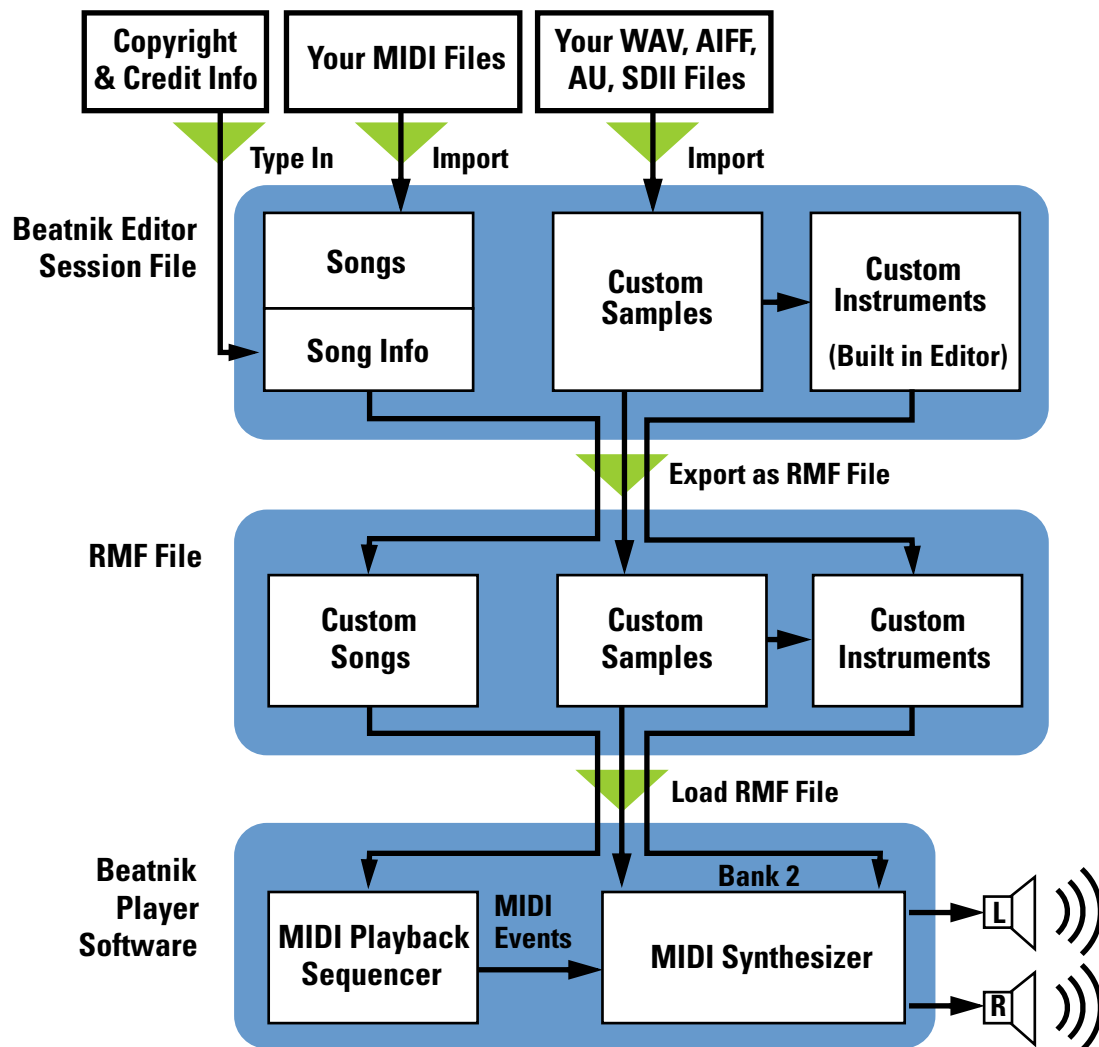 Copyright
& Credit Info
Your MIDI Files
Your WAV, AIFF,
AU, SDII Files
Type In
Import
Import
Beatnik Editor
Session File
Songs
Song Info
Custom
Samples
Custom
Instruments
(Built in Editor)
Export as RMF File
RMF File
Custom
Songs
Custom
Samples
Custom
Instruments
Load RMF File
Beatnik
Player
Software
MIDI Playback
Sequencer
MIDI
Events
Bank 2
MIDI Synthesizer
L
R